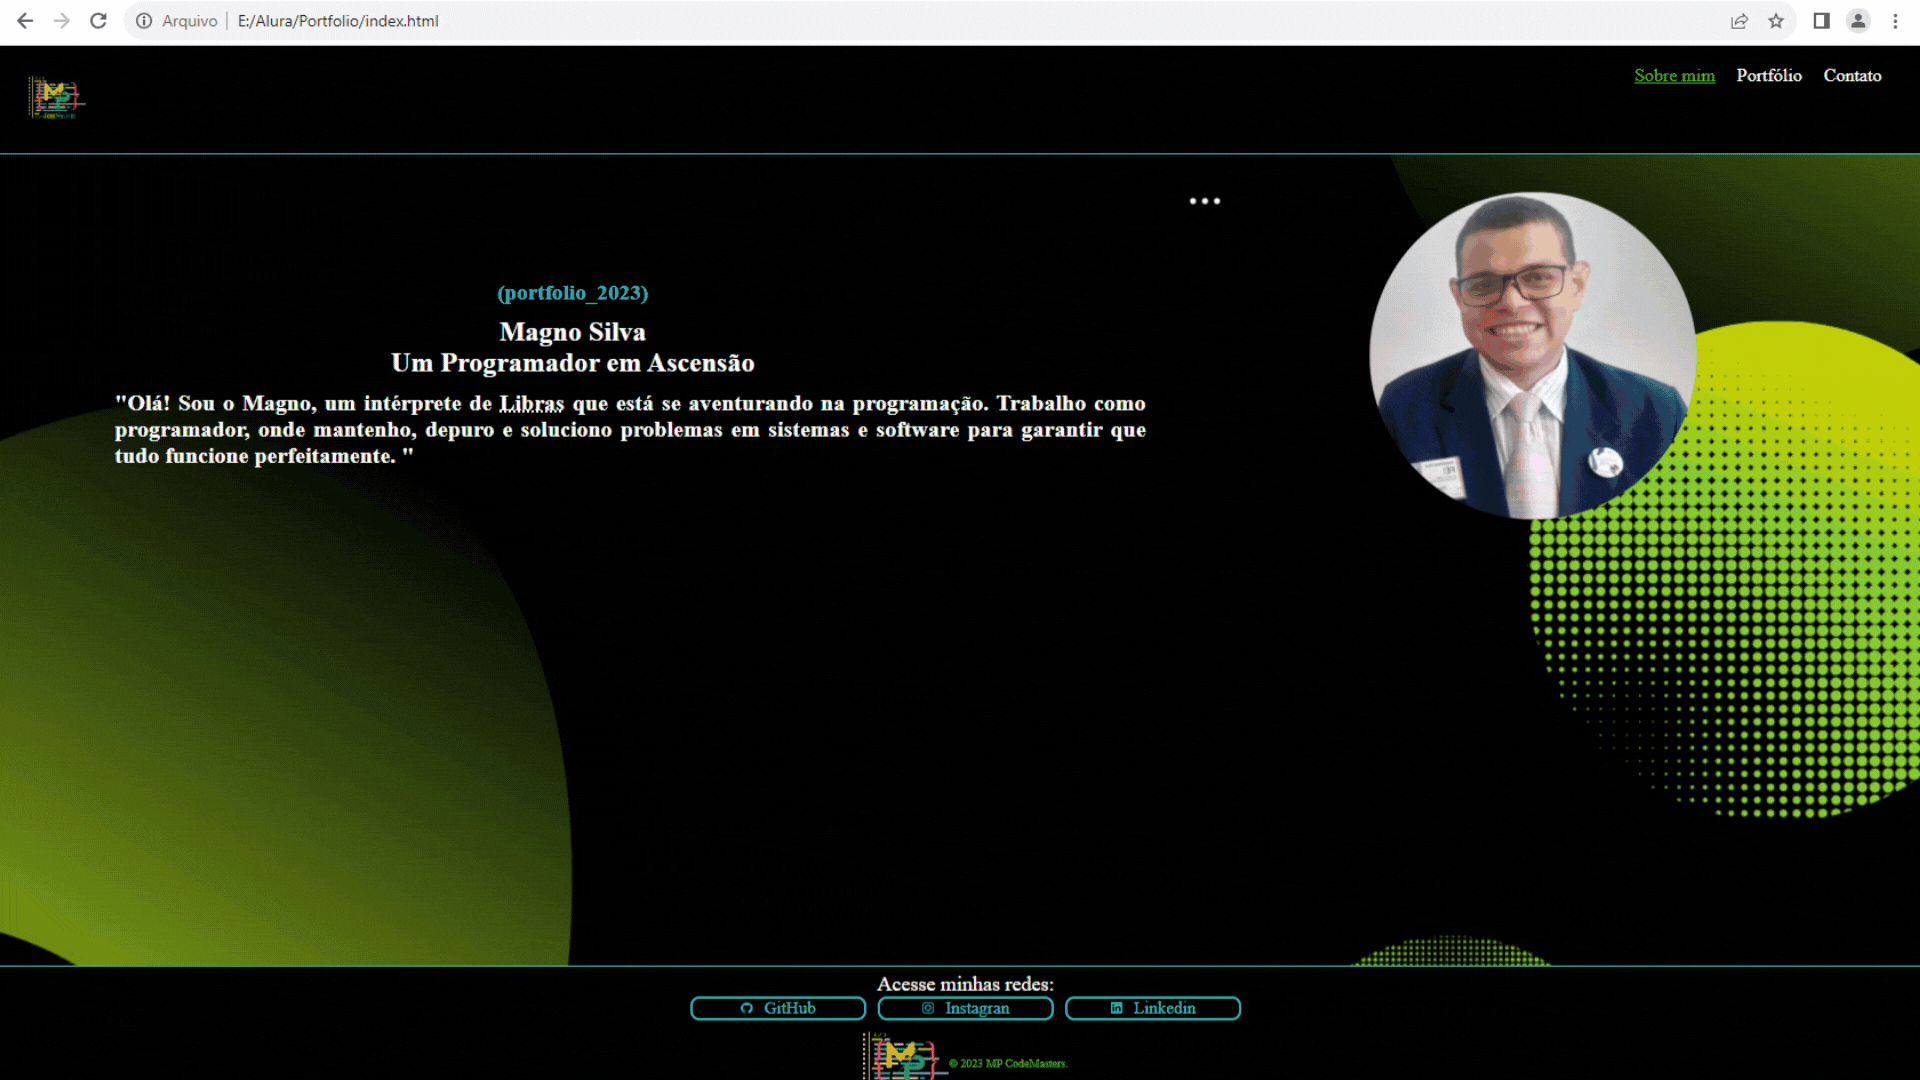 Arquivo
E:/Alura/Portfolio/index.html
MP
Sobre mim
Portfólio
Contato
(portfolio_2023)
Magno Silva
Um Programador em Ascensão
"Olá! Sou o Magno, um intérprete de Libras que está se aventurando na programação. Trabalho como
programador, onde mantenho, depuro e soluciono problemas em sistemas e software para garantir que
tudo funcione perfeitamente. "
Acesse minhas redes:
GitHub
Instagran
Linkedin
MP
© 2023 MP CodeMasters.